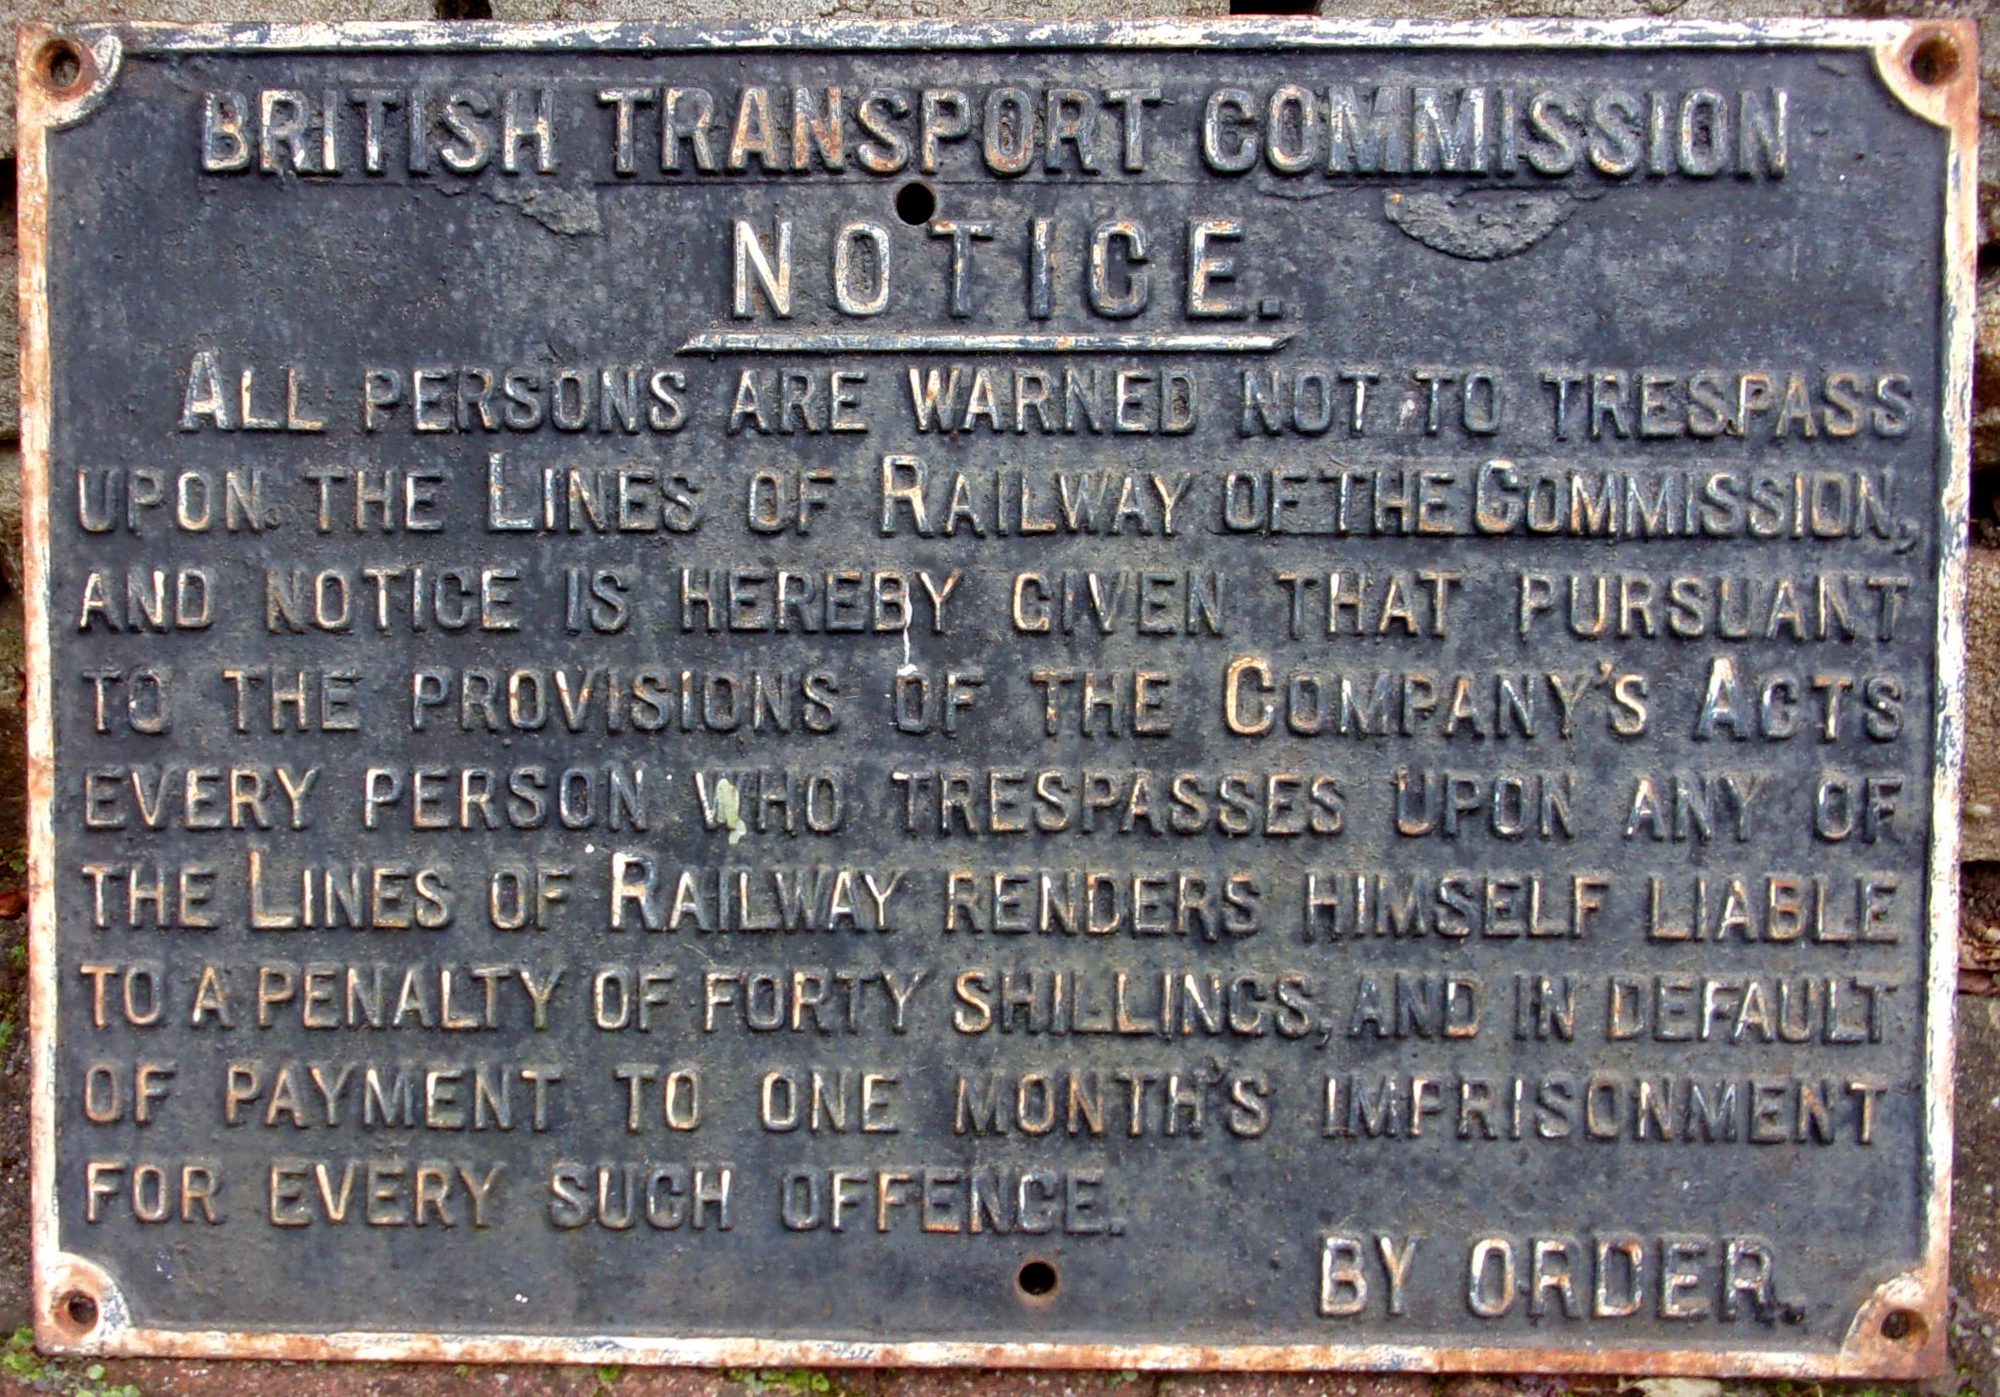 BRITISH TRANSPORT COMMISSION
NOTICE.
ALL PERSONS ARE WARNED NOT TO TRESPASS
UPON THE LINES OF RAILWAY OF THE COMMISSION,
AND NOTICE IS HEREBY GIVEN THAT PURSUANT
TO THE PROVISIONS OF THE COMPANY'S ACTS
EVERY PERSON WHO TRESPASSES UPON ANY OF
THE LINES OF RAILWAY RENDERS HIMSELF LIABLE
TO A PENALTY OF FORTY SHILLINGS, AND IN DEFAULT
OF PAYMENT TO ONE MONTH'S IMPRISONMENT
FOR EVERY SUCH OFFENCE.
BY ORDER.